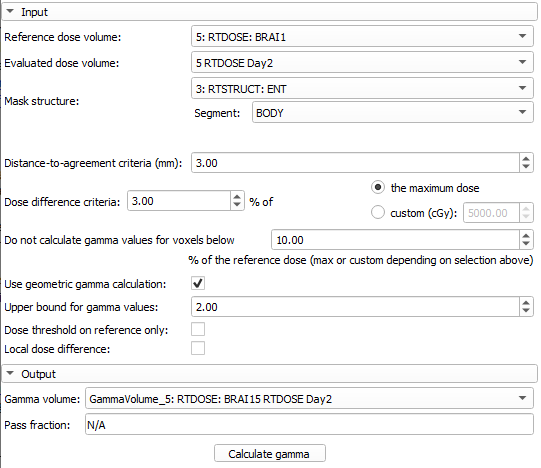 Input
Reference dose volume: 5: RTDOSE: BRAI1
Evaluated dose volume: 5 RTDOSE Day2
Mask structure: 3: RTSTRUCT: ENT
Segment: BODY
Distance-to-agreement criteria (mm): 3.00
Dose difference criteria: 3.00 % of the maximum dose
custom (cGy): 5000.00
Do not calculate gamma values for voxels below 10.00
% of the reference dose (max or custom depending on selection above)
Use geometric gamma calculation:
Upper bound for gamma values: 2.00
Dose threshold on reference only:
Local dose difference:
Output
Gamma volume: GammaVolume_5: RTDOSE: BRAI15 RTDOSE Day2
Pass fraction: N/A
Calculate gamma